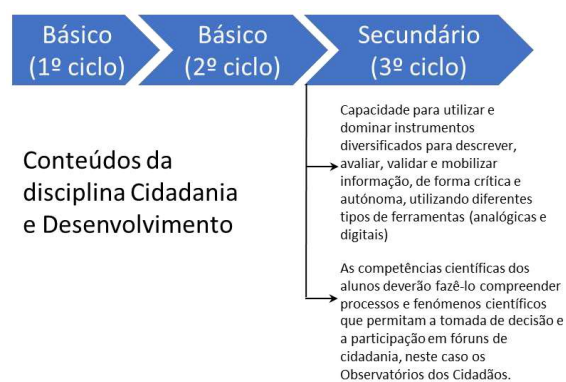 Básico
(1º ciclo)
Básico
(2º ciclo)
Secundário
(3º ciclo)
Conteúdos da
disciplina Cidadania
e Desenvolvimento
Capacidade para utilizar e
dominar instrumentos
diversificados para descrever,
avaliar, validar e mobilizar
informação, de forma crítica e
autónoma, utilizando diferentes
tipos de ferramentas (analógicas e
digitais)
As competências científicas dos
alunos deverão fazê-lo compreender
processos e fenómenos científicos
que permitam a tomada de decisão e
a participação em fóruns de
cidadania, neste caso os
Observatórios dos Cidadãos.